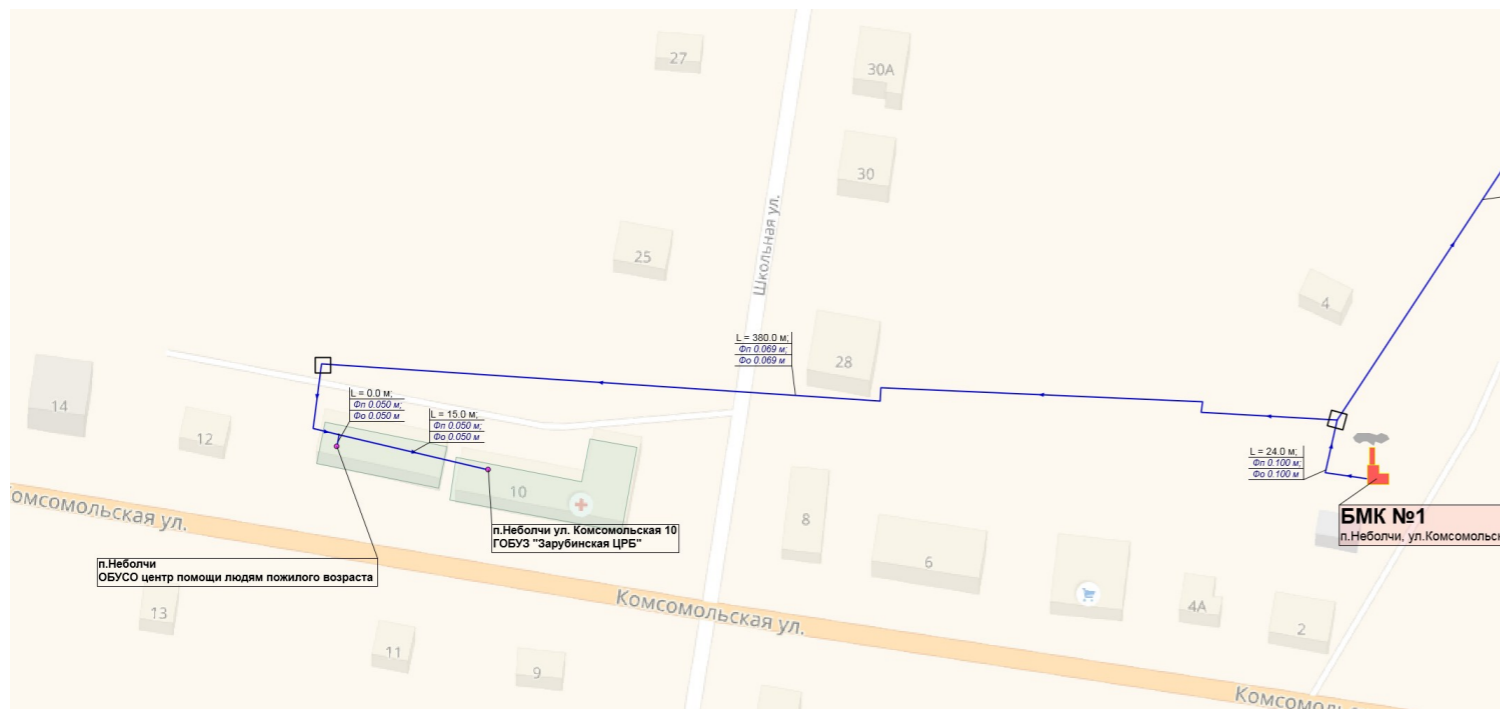 27
30А
30
Школьная ул.
25
4
L = 380.0 м;
Фп 0.069 м;
Фо 0.069 м
28
14
12
L = 0.0 м;
Фп 0.050 м;
Фо 0.050 м
L = 15.0 м;
Фп 0.050 м;
Фо 0.050 м
L = 24.0 м;
Фп 0.100 м;
Фо 0.100 м
10
8
6
БМК №1
п.Неболчи, ул.Комсомольск
омсомольская ул.
п.Неболчи ул. Комсомольская 10
ГОБУЗ "Зарубинская ЦРБ"
п.Неболчи
ОБУСО центр помощи людям пожилого возраста
Комсомольская ул.
4А
2
13
11
9